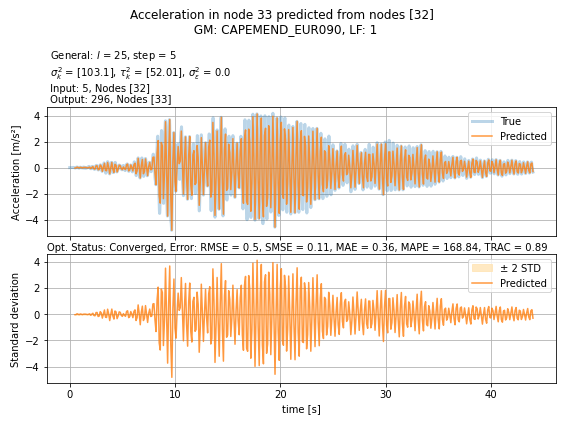 Acceleration in node 33 predicted from nodes [32]
GM: CAPEMEND_EUR090, LF: 1
General: l = 25, step = 5
σ²ₖ = [103.1], τ²ₖ = [52.01], σ²ε = 0.0
Input: 5, Nodes [32]
Output: 296, Nodes [33]
Acceleration [m/s²]
4
2
0
−2
−4
True
Predicted
Opt. Status: Converged, Error: RMSE = 0.5, SMSE = 0.11, MAE = 0.36, MAPE = 168.84, TRAC = 0.89
Standard deviation
4
2
0
−2
−4
± 2 STD
Predicted
0 10 20 30 40
time [s]